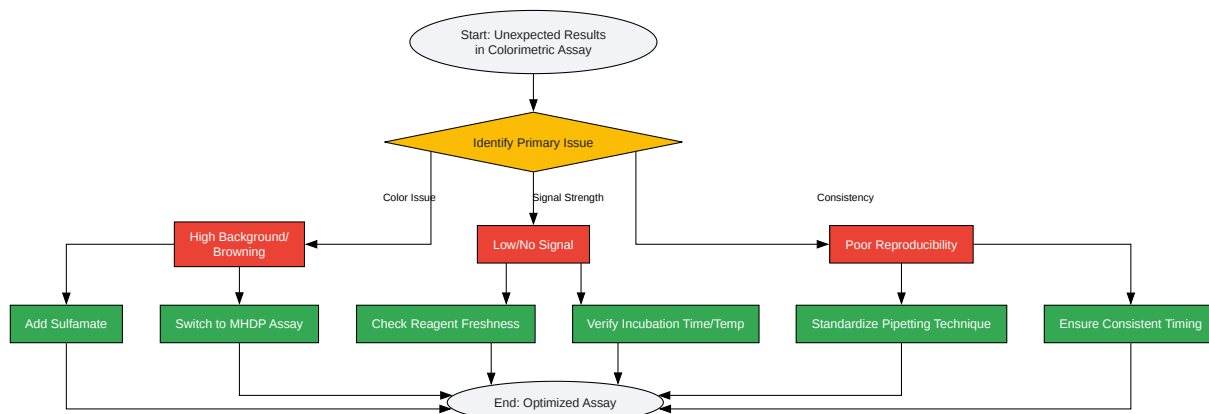 Start: Unexpected Results
in Colorimetric Assay
Identify Primary Issue
Color Issue
Signal Strength
Consistency
High Background/
Browning
Low/No Signal
Poor Reproducibility
Add Sulfamate
Switch to MHDP Assay
Check Reagent Freshness
Verify Incubation Time/Temp
Standardize Pipetting Technique
Ensure Consistent Timing
End: Optimized Assay